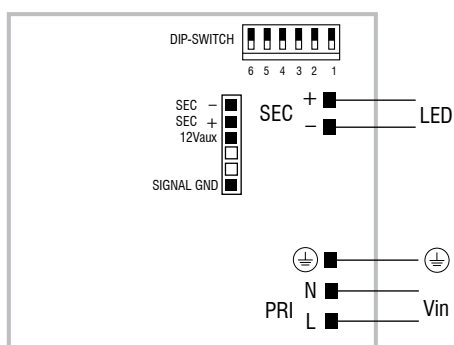 DIP-SWITCH
6 5 4 3 2 1
SEC −
SEC +
12Vaux
SIGNAL GND
SEC
+
−
LED
PRI
N
L
Vin